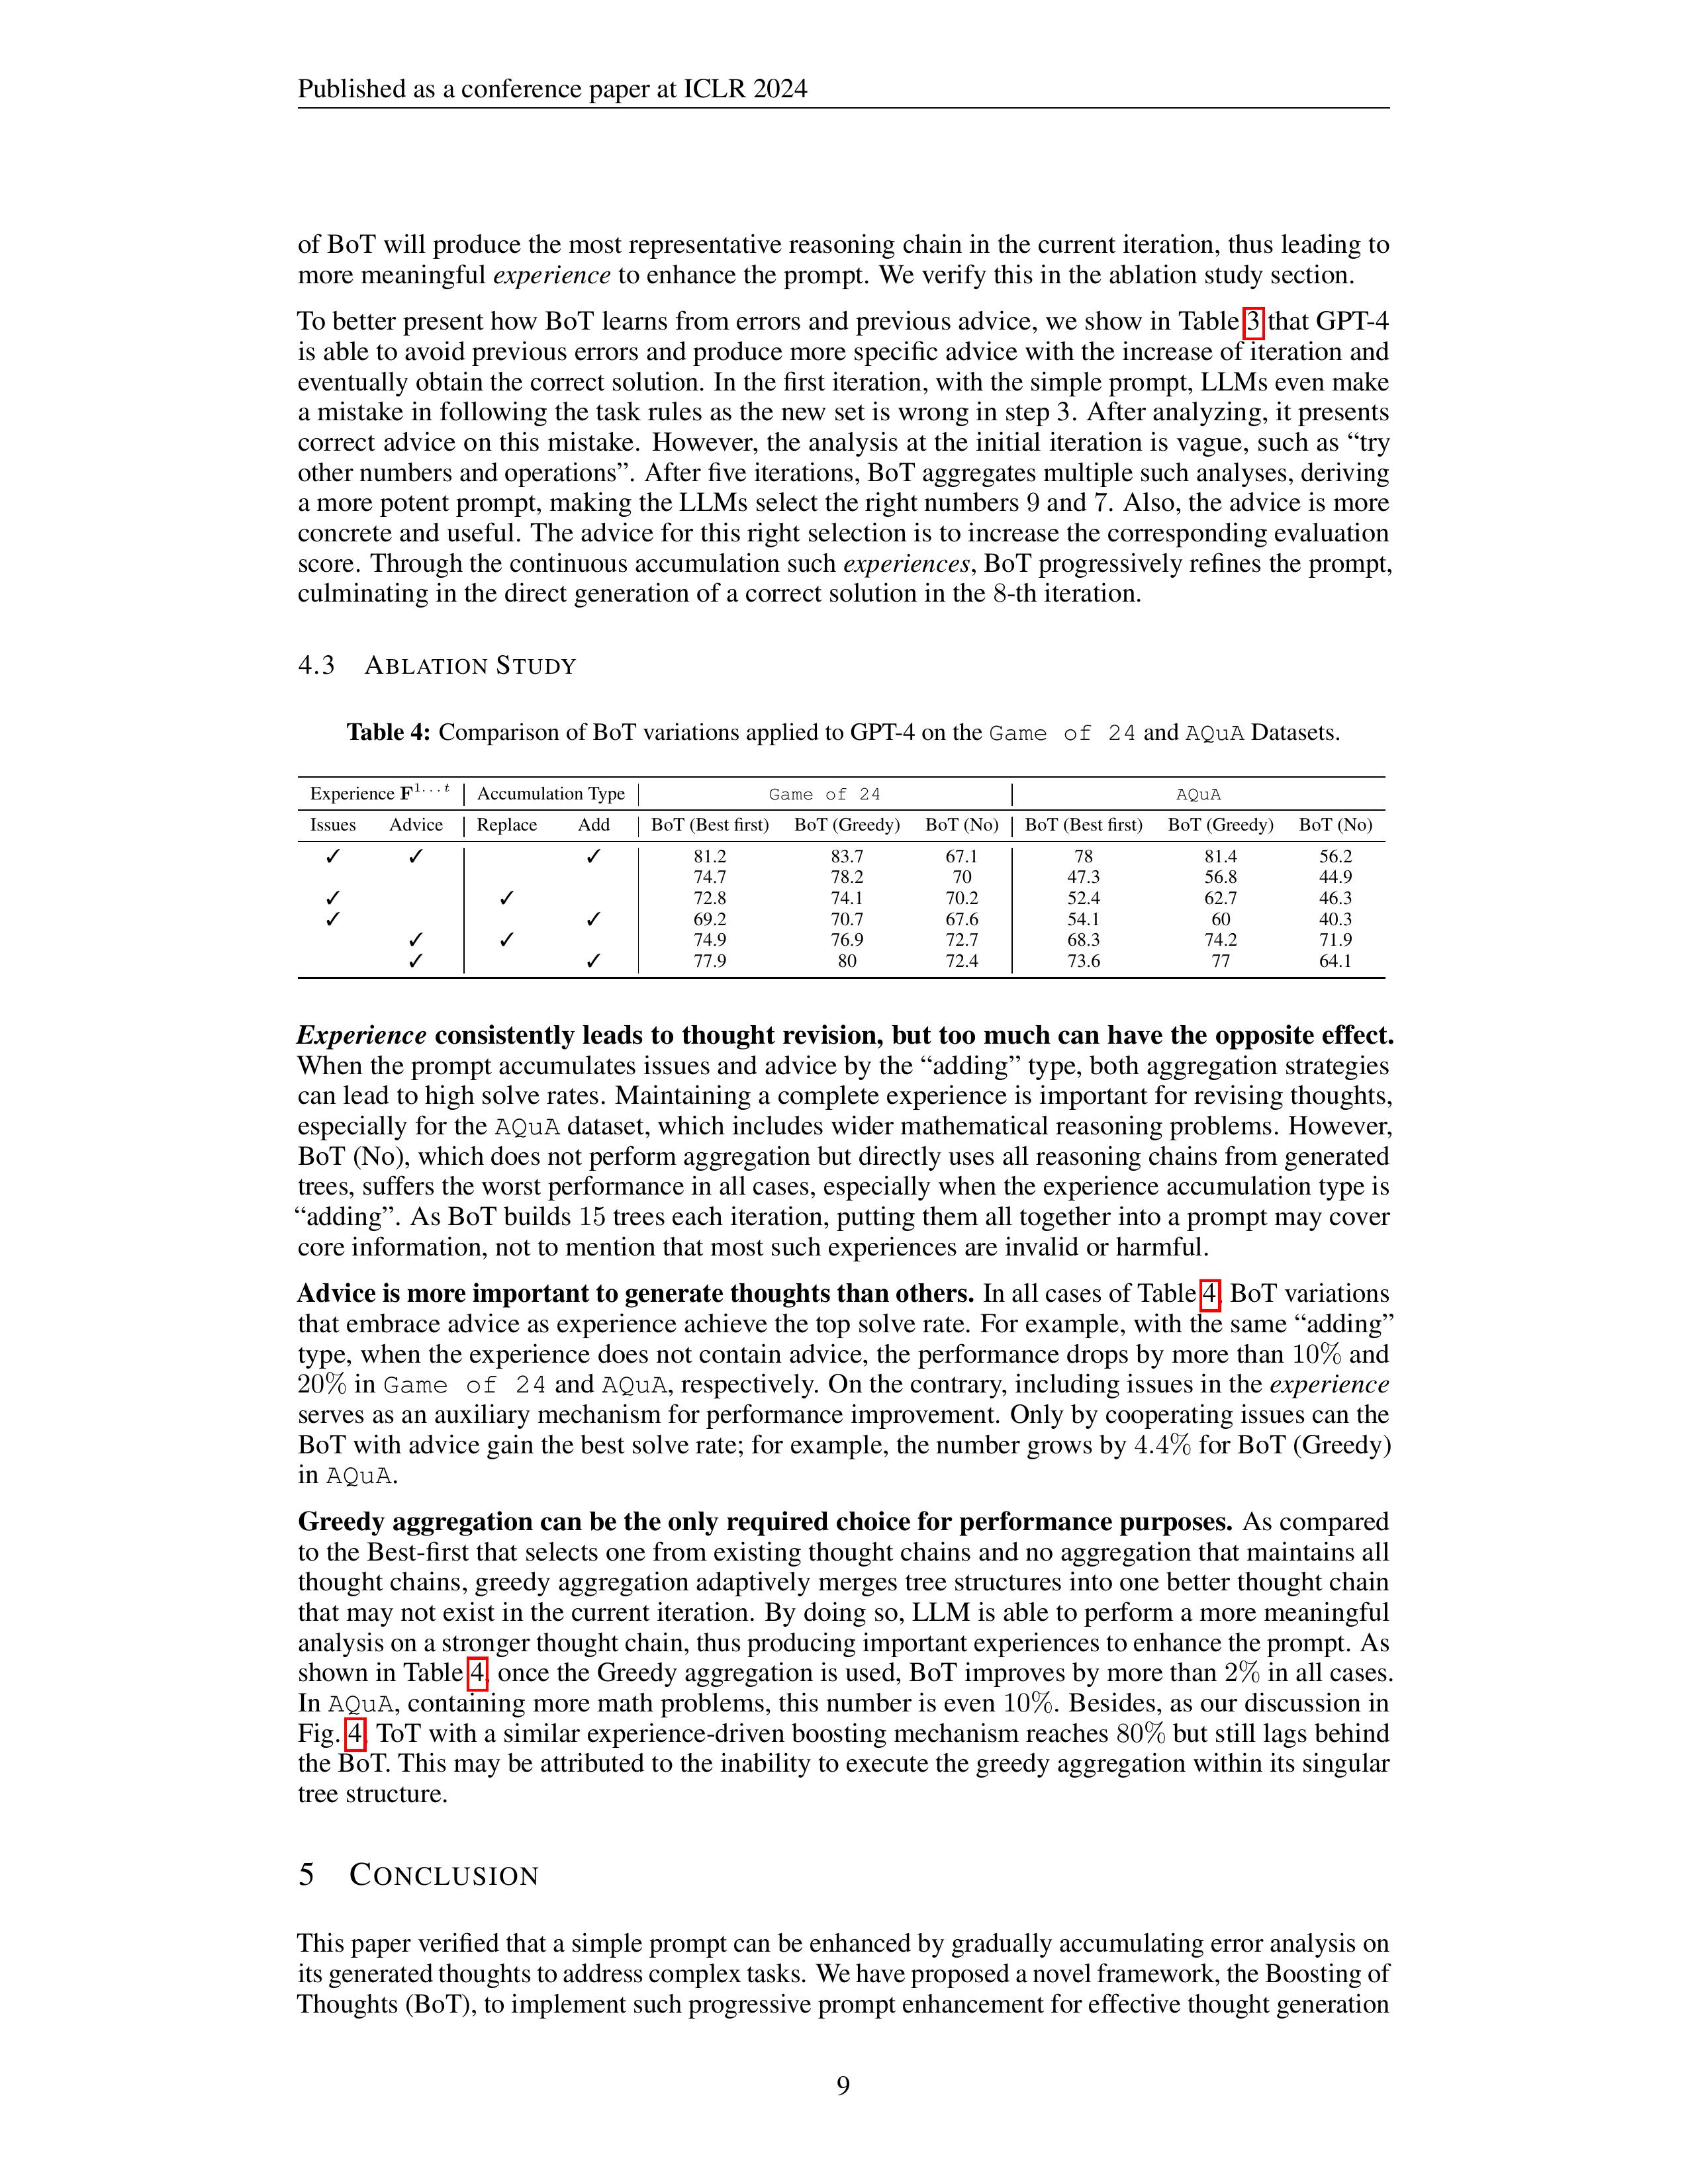 Published as a conference paper at ICLR 2024
of BoT will produce the most representative reasoning chain in the current iteration, thus leading to
more meaningful experience to enhance the prompt. We verify this in the ablation study section.
To better present how BoT learns from errors and previous advice, we show in Table 3 that GPT-4
is able to avoid previous errors and produce more specific advice with the increase of iteration and
eventually obtain the correct solution. In the first iteration, with the simple prompt, LLMs even make
a mistake in following the task rules as the new set is wrong in step 3. After analyzing, it presents
correct advice on this mistake. However, the analysis at the initial iteration is vague, such as “try
other numbers and operations”. After five iterations, BoT aggregates multiple such analyses, deriving
a more potent prompt, making the LLMs select the right numbers 9 and 7. Also, the advice is more
concrete and useful. The advice for this right selection is to increase the corresponding evaluation
score. Through the continuous accumulation such experiences, BoT progressively refines the prompt,
culminating in the direct generation of a correct solution in the 8-th iteration.
4.3 ABLATION STUDY
Table 4: Comparison of BoT variations applied to GPT-4 on the Game of 24 and AQuA Datasets.
Experience F^{1···t} Accumulation Type Game of 24 AQuA
Issues Advice Replace Add BoT (Best first) BoT (Greedy) BoT (No) BoT (Best first) BoT (Greedy) BoT (No)
✓ ✓ ✓ 81.2 83.7 67.1 78 81.4 56.2
74.7 78.2 70 47.3 56.8 44.9
✓ ✓ 72.8 74.1 70.2 52.4 62.7 46.3
✓ ✓ 69.2 70.7 67.6 54.1 60 40.3
✓ ✓ 74.9 76.9 72.7 68.3 74.2 71.9
✓ ✓ 77.9 80 72.4 73.6 77 64.1
Experience consistently leads to thought revision, but too much can have the opposite effect.
When the prompt accumulates issues and advice by the “adding” type, both aggregation strategies
can lead to high solve rates. Maintaining a complete experience is important for revising thoughts,
especially for the AQuA dataset, which includes wider mathematical reasoning problems. However,
BoT (No), which does not perform aggregation but directly uses all reasoning chains from generated
trees, suffers the worst performance in all cases, especially when the experience accumulation type is
“adding”. As BoT builds 15 trees each iteration, putting them all together into a prompt may cover
core information, not to mention that most such experiences are invalid or harmful.
Advice is more important to generate thoughts than others. In all cases of Table 4, BoT variations
that embrace advice as experience achieve the top solve rate. For example, with the same “adding”
type, when the experience does not contain advice, the performance drops by more than 10% and
20% in Game of 24 and AQuA, respectively. On the contrary, including issues in the experience
serves as an auxiliary mechanism for performance improvement. Only by cooperating issues can the
BoT with advice gain the best solve rate; for example, the number grows by 4.4% for BoT (Greedy)
in AQuA.
Greedy aggregation can be the only required choice for performance purposes. As compared
to the Best-first that selects one from existing thought chains and no aggregation that maintains all
thought chains, greedy aggregation adaptively merges tree structures into one better thought chain
that may not exist in the current iteration. By doing so, LLM is able to perform a more meaningful
analysis on a stronger thought chain, thus producing important experiences to enhance the prompt. As
shown in Table 4, once the Greedy aggregation is used, BoT improves by more than 2% in all cases.
In AQuA, containing more math problems, this number is even 10%. Besides, as our discussion in
Fig. 4, ToT with a similar experience-driven boosting mechanism reaches 80% but still lags behind
the BoT. This may be attributed to the inability to execute the greedy aggregation within its singular
tree structure.
5 CONCLUSION
This paper verified that a simple prompt can be enhanced by gradually accumulating error analysis on
its generated thoughts to address complex tasks. We have proposed a novel framework, the Boosting of
Thoughts (BoT), to implement such progressive prompt enhancement for effective thought generation
9